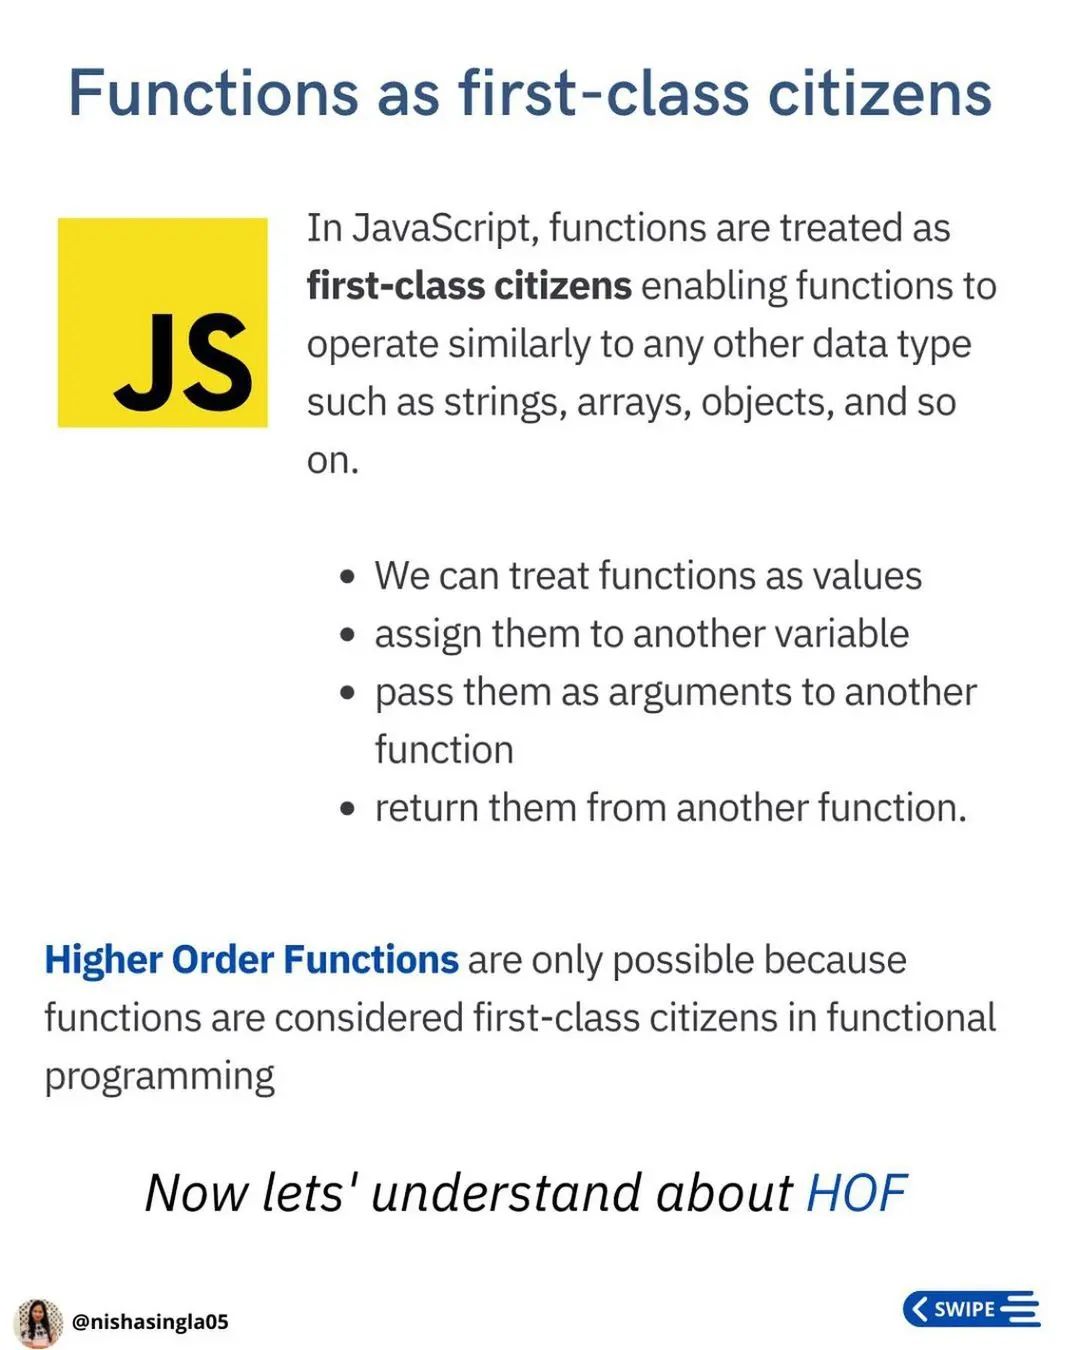 Functions as first-class citizens
JS
In JavaScript, functions are treated as
first-class citizens enabling functions to
operate similarly to any other data type
such as strings, arrays, objects, and so
on.
• We can treat functions as values
• assign them to another variable
• pass them as arguments to another
function
• return them from another function.
Higher Order Functions are only possible because
functions are considered first-class citizens in functional
programming
Now lets' understand about HOF
@nishasingla05
SWIPE